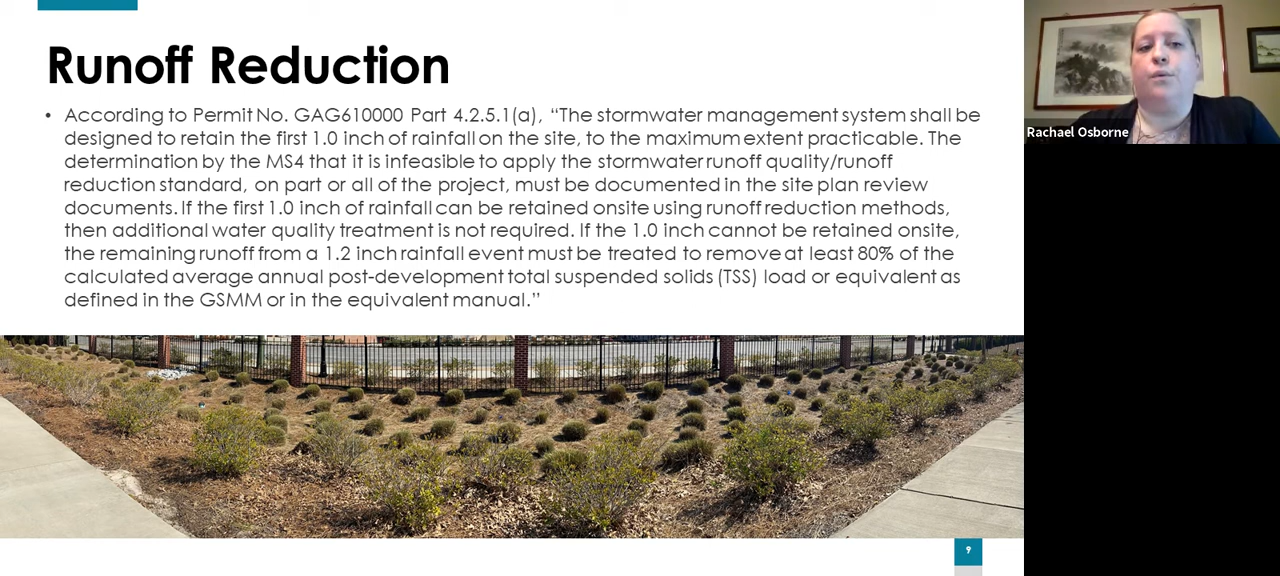 Runoff Reduction
• According to Permit No. GAG610000 Part 4.2.5.1(a), “The stormwater management system shall be
designed to retain the first 1.0 inch of rainfall on the site, to the maximum extent practicable. The
determination by the MS4 that it is infeasible to apply the stormwater runoff quality/runoff
reduction standard, on part or all of the project, must be documented in the site plan review
documents. If the first 1.0 inch of rainfall can be retained onsite using runoff reduction methods,
then additional water quality treatment is not required. If the 1.0 inch cannot be retained onsite,
the remaining runoff from a 1.2 inch rainfall event must be treated to remove at least 80% of the
calculated average annual post-development total suspended solids (TSS) load or equivalent as
defined in the GSMM or in the equivalent manual.”
9
Rachael Osborne